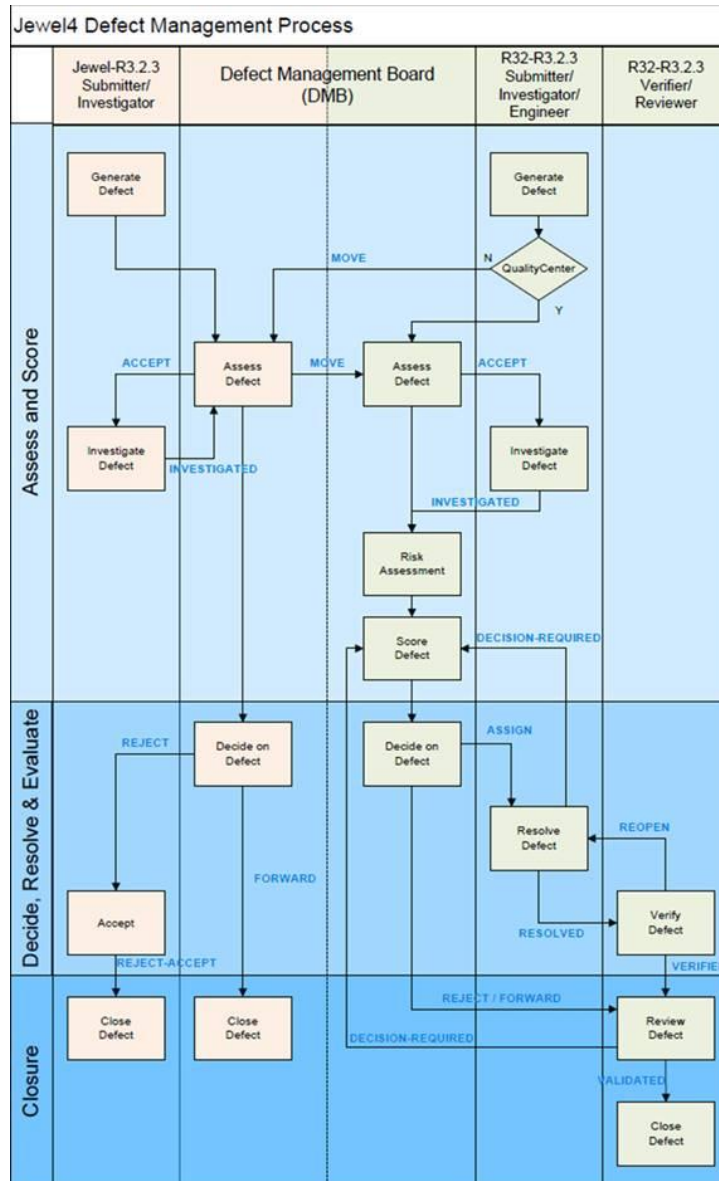 Jewel4 Defect Management Process
Jewel-R3.2.3
Submitter/
Investigator
Defect Management Board
(DMB)
R32-R3.2.3
Submitter/
Investigator/
Engineer
R32-R3.2.3
Verifier/
Reviewer
Assess and Score
Generate
Defect
Generate
Defect
MOVE
N
QualityCenter
Y
ACCEPT
Assess
Defect
MOVE
Assess
Defect
ACCEPT
Investigate
Defect
INVESTIGATED
Investigate
Defect
INVESTIGATED
Risk
Assessment
Score
Defect
DECISION-REQUIRED
Decide, Resolve & Evaluate
REJECT
Decide on
Defect
Decide on
Defect
ASSIGN
Resolve
Defect
REOPEN
FORWARD
Accept
RESOLVED
Verify
Defect
REJECT-ACCEPT
VERIFIE
Closure
Close
Defect
Close
Defect
REJECT / FORWARD
DECISION-REQUIRED
Review
Defect
VALIDATED
Close
Defect